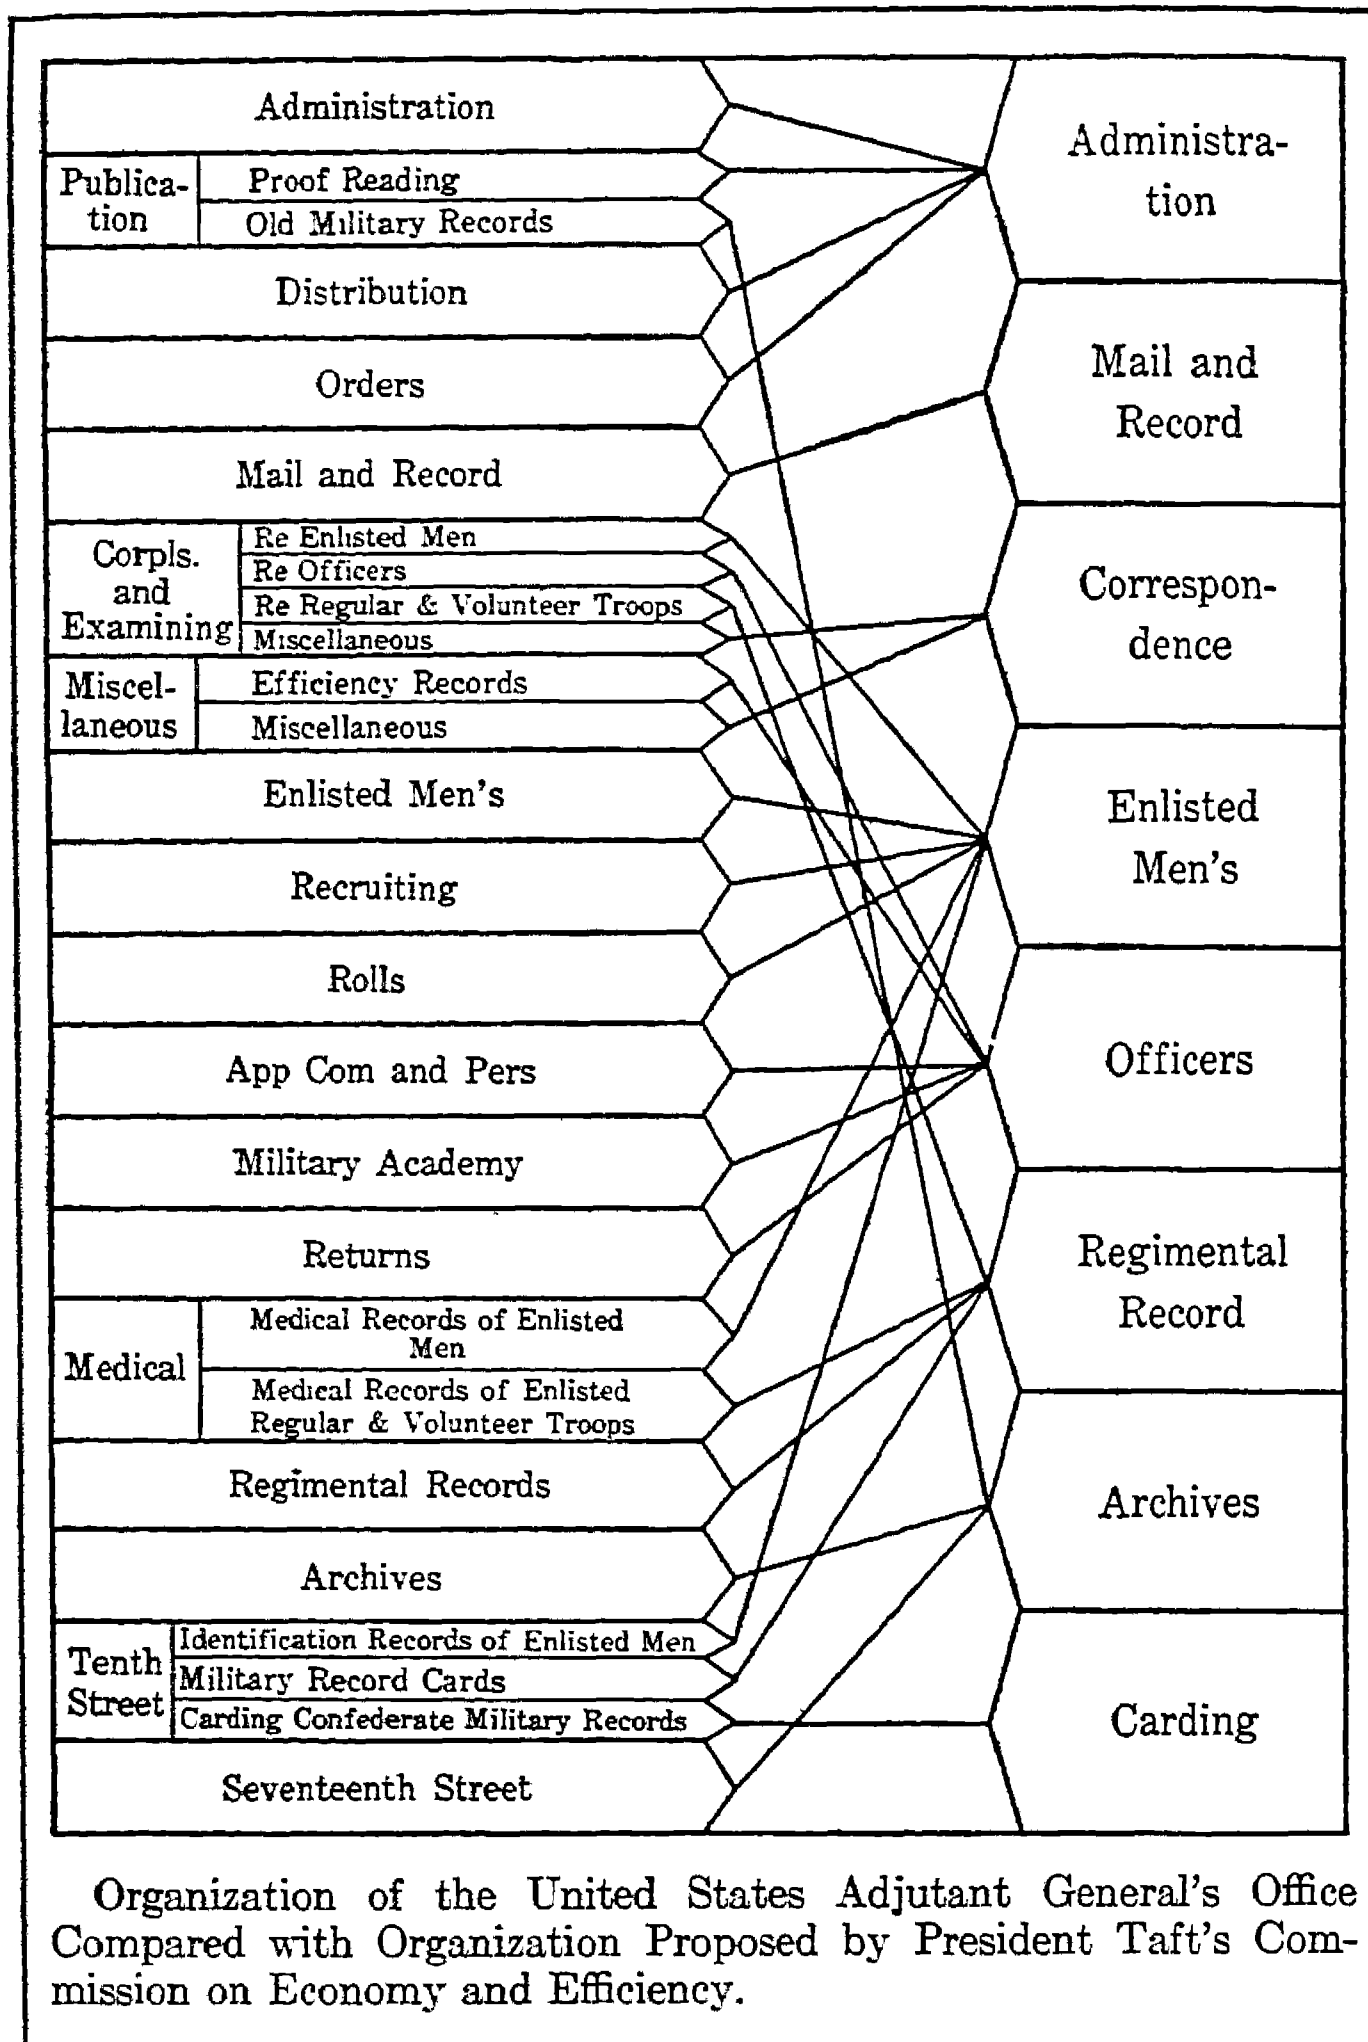 Administration
Publica-
tion
Proof Reading
Old Military Records
Distribution
Orders
Mail and Record
Corpls.
and
Examining
Re Enlisted Men
Re Officers
Re Regular & Volunteer Troops
Miscellaneous
Miscel-
laneous
Efficiency Records
Miscellaneous
Enlisted Men's
Recruiting
Rolls
App Com and Pers
Military Academy
Returns
Medical
Medical Records of Enlisted
Men
Medical Records of Enlisted
Regular & Volunteer Troops
Regimental Records
Archives
Tenth
Street
Identification Records of Enlisted Men
Military Record Cards
Carding Confederate Military Records
Seventeenth Street
Administra-
tion
Mail and
Record
Correspon-
dence
Enlisted
Men's
Officers
Regimental
Record
Archives
Carding
Organization of the United States Adjutant General's Office
Compared with Organization Proposed by President Taft's Com-
mission on Economy and Efficiency.